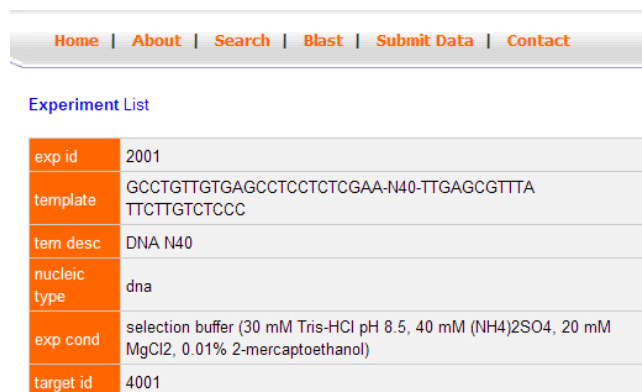 Home | About | Search | Blast | Submit Data | Contact
Experiment List
exp id 2001
template GCCTGTTGTGAGCCTCCTCTCGAA-N40-TTGAGCGTTTA
TTCTTGTCTCCC
tem desc DNA N40
nucleic
type dna
exp cond selection buffer (30 mM Tris-HCl pH 8.5, 40 mM (NH4)2SO4, 20 mM
MgCl2, 0.01% 2-mercaptoethanol)
target id 4001